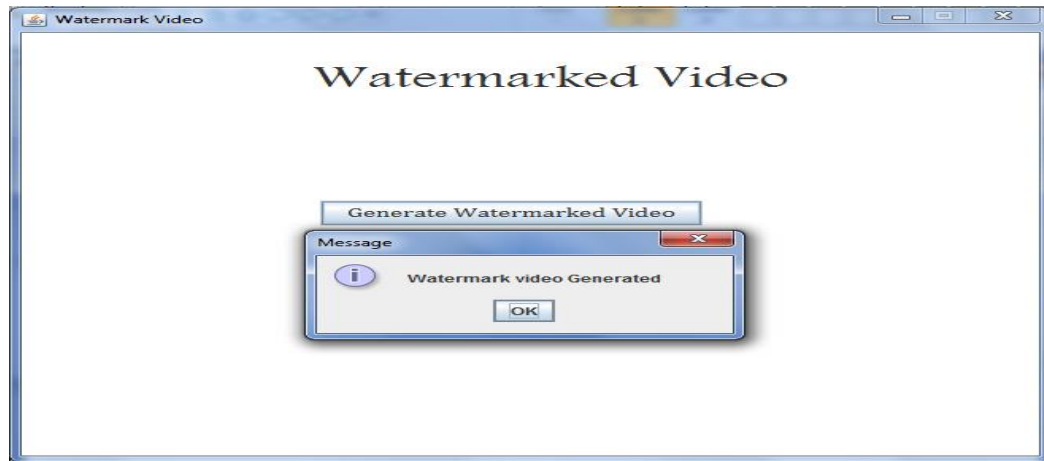 Watermark Video
Watermarked Video
Generate Watermarked Video
Message
i
Watermark video Generated
OK